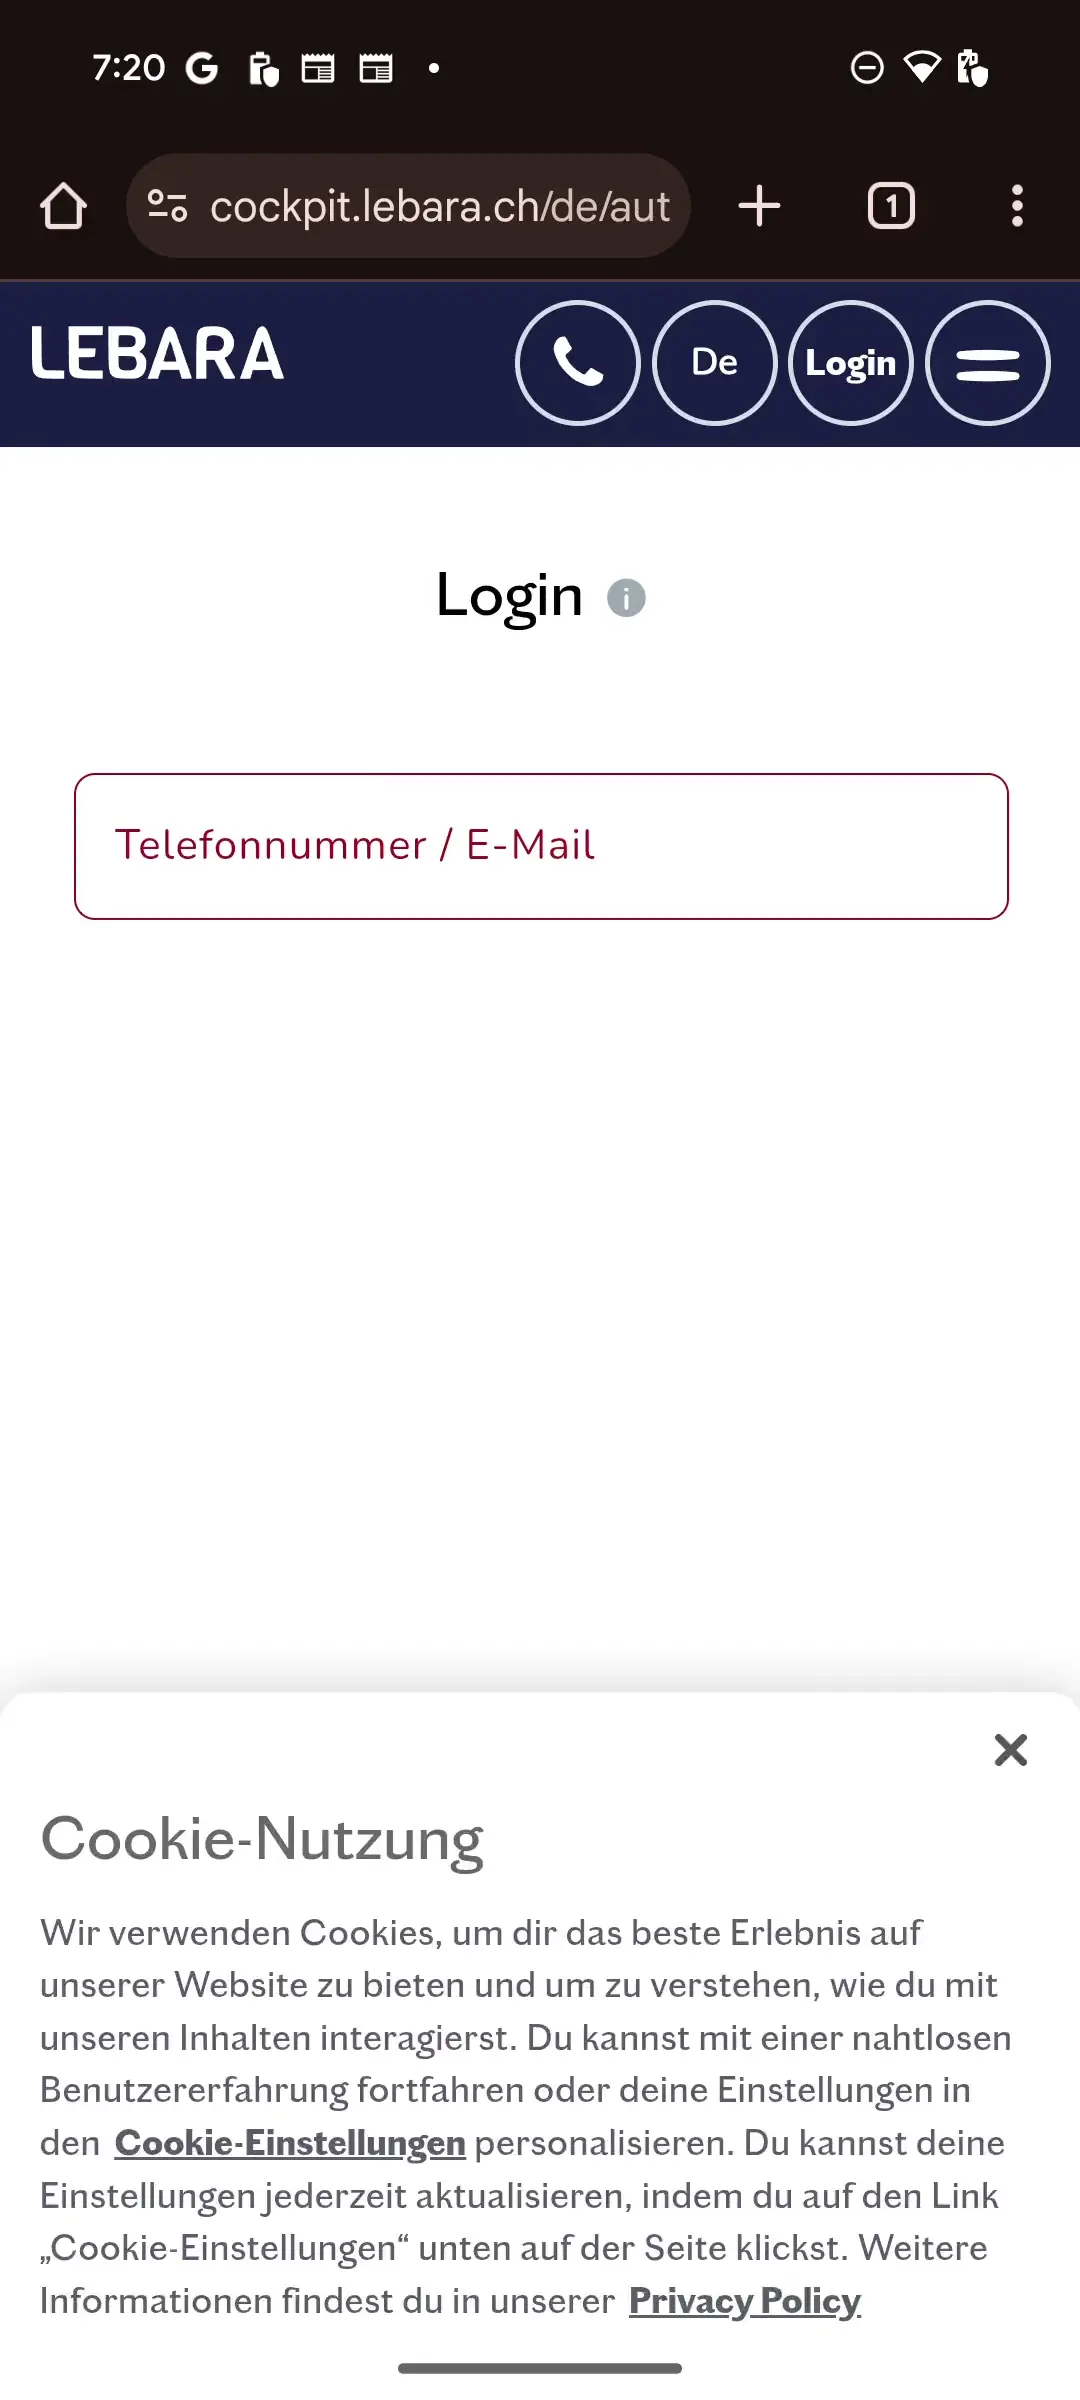 7:20
cockpit.lebara.ch/de/aut
1
LEBARA
De
Login
Login
Telefonnummer / E-Mail
Cookie-Nutzung
Wir verwenden Cookies, um dir das beste Erlebnis auf
unserer Website zu bieten und um zu verstehen, wie du mit
unseren Inhalten interagierst. Du kannst mit einer nahtlosen
Benutzererfahrung fortfahren oder deine Einstellungen in
den Cookie-Einstellungen personalisieren. Du kannst deine
Einstellungen jederzeit aktualisieren, indem du auf den Link
„Cookie-Einstellungen“ unten auf der Seite klickst. Weitere
Informationen findest du in unserer Privacy Policy